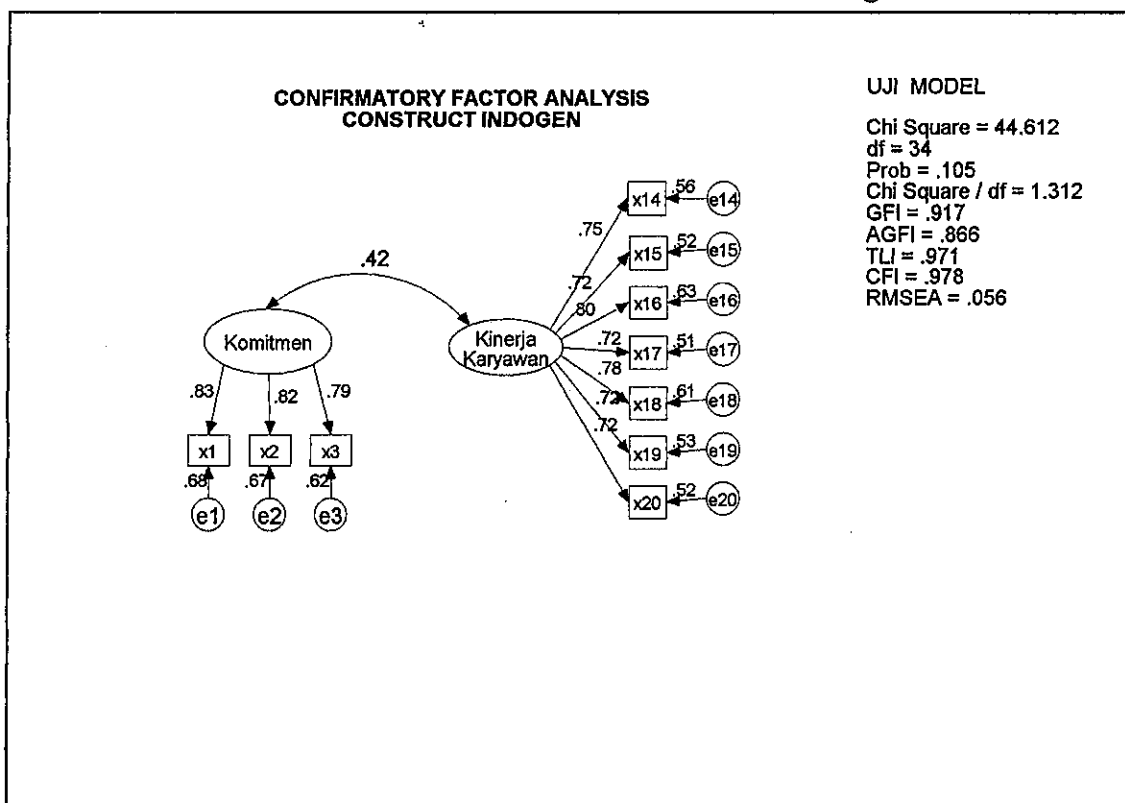 CONFIRMATORY FACTOR ANALYSIS
CONSTRUCT INDOGEN
UJI MODEL
Chi Square = 44.612
df = 34
Prob = .105
Chi Square / df = 1.312
GFI = .917
AGFI = .866
TLI = .971
CFI = .978
RMSEA = .056
.42
Komitmen
Kinerja
Karyawan
.83 .82 .79
x1 x2 x3
.68 .67 .62
e1 e2 e3
.75 x14 .56 e14
.72 x15 .52 e15
.80 x16 .63 e16
.72 x17 .51 e17
.78 x18 .61 e18
.72 x19 .53 e19
.72 x20 .52 e20